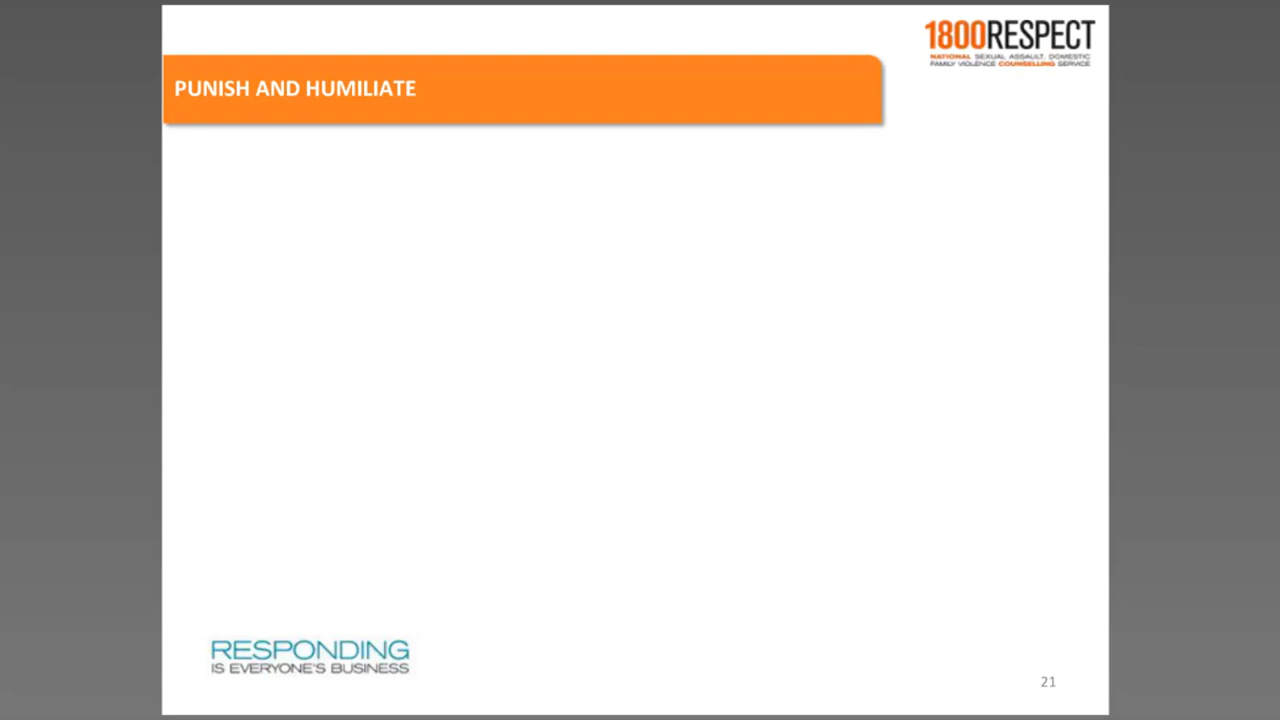 1800RESPECT
NATIONAL SEXUAL ASSAULT, DOMESTIC
FAMILY VIOLENCE COUNSELLING SERVICE
PUNISH AND HUMILIATE
RESPONDING
IS EVERYONE'S BUSINESS
21